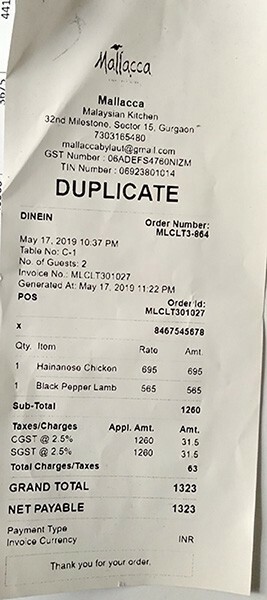 Mallacca
Mallacca
Malaysian Kitchen
32nd Milestone, Sector 15, Gurgaon
7303165480
mallaccabylaut@gmail.com
GST Number : 06ADEFS4760NIZM
TIN Number : 06923801014
DUPLICATE
DINEIN
Order Number:
MLCLT3-864
May 17, 2019 10:37 PM
Table No: C-1
No. of Guests: 2
Invoice No.: MLCLT301027
Generated At: May 17, 2019 11:22 PM
POS
Order Id:
MLCLT301027
x 8467545678
Qty. Item Rate Amt.
1 Hainanese Chicken 695 695
1 Black Pepper Lamb 565 565
Sub-Total 1260
Taxes/Charges Appl. Amt. Amt.
CGST @ 2.5% 1260 31.5
SGST @ 2.5% 1260 31.5
Total Charges/Taxes 63
GRAND TOTAL 1323
NET PAYABLE 1323
Payment Type
Invoice Currency INR
Thank you for your order.
441